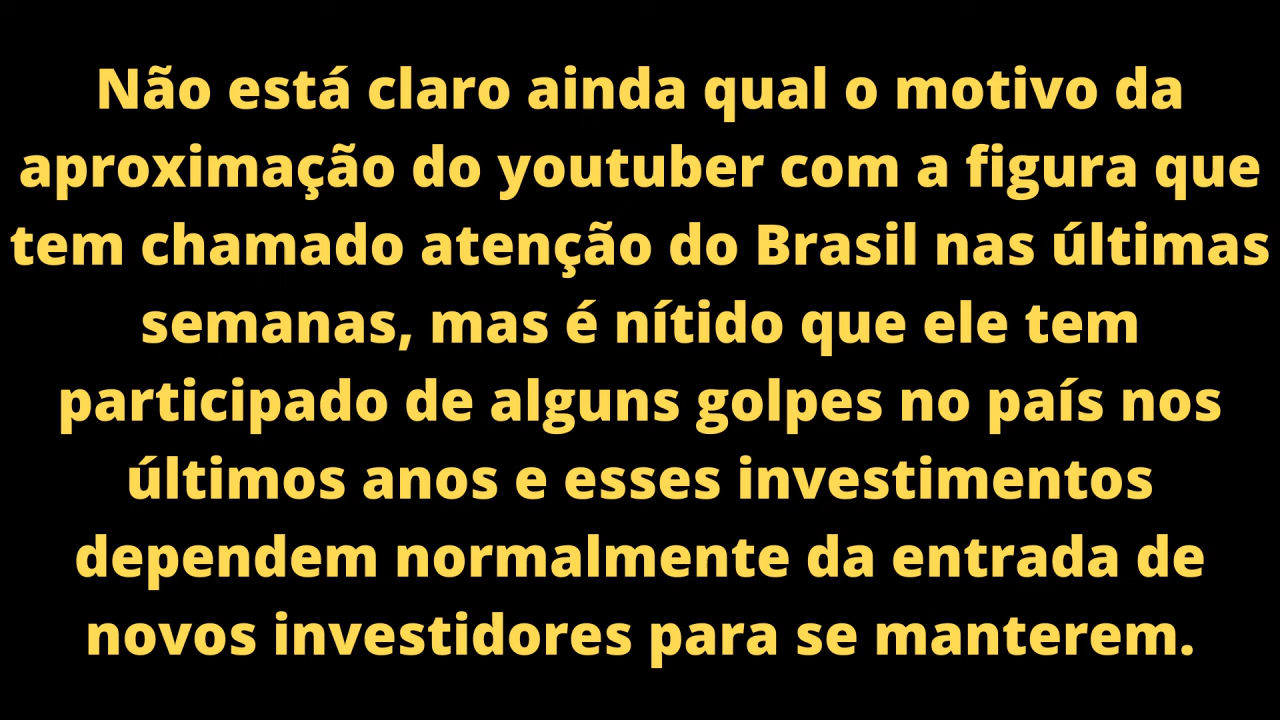 Não está claro ainda qual o motivo da
aproximação do youtuber com a figura que
tem chamado atenção do Brasil nas últimas
semanas, mas é nítido que ele tem
participado de alguns golpes no país nos
últimos anos e esses investimentos
dependem normalmente da entrada de
novos investidores para se manterem.